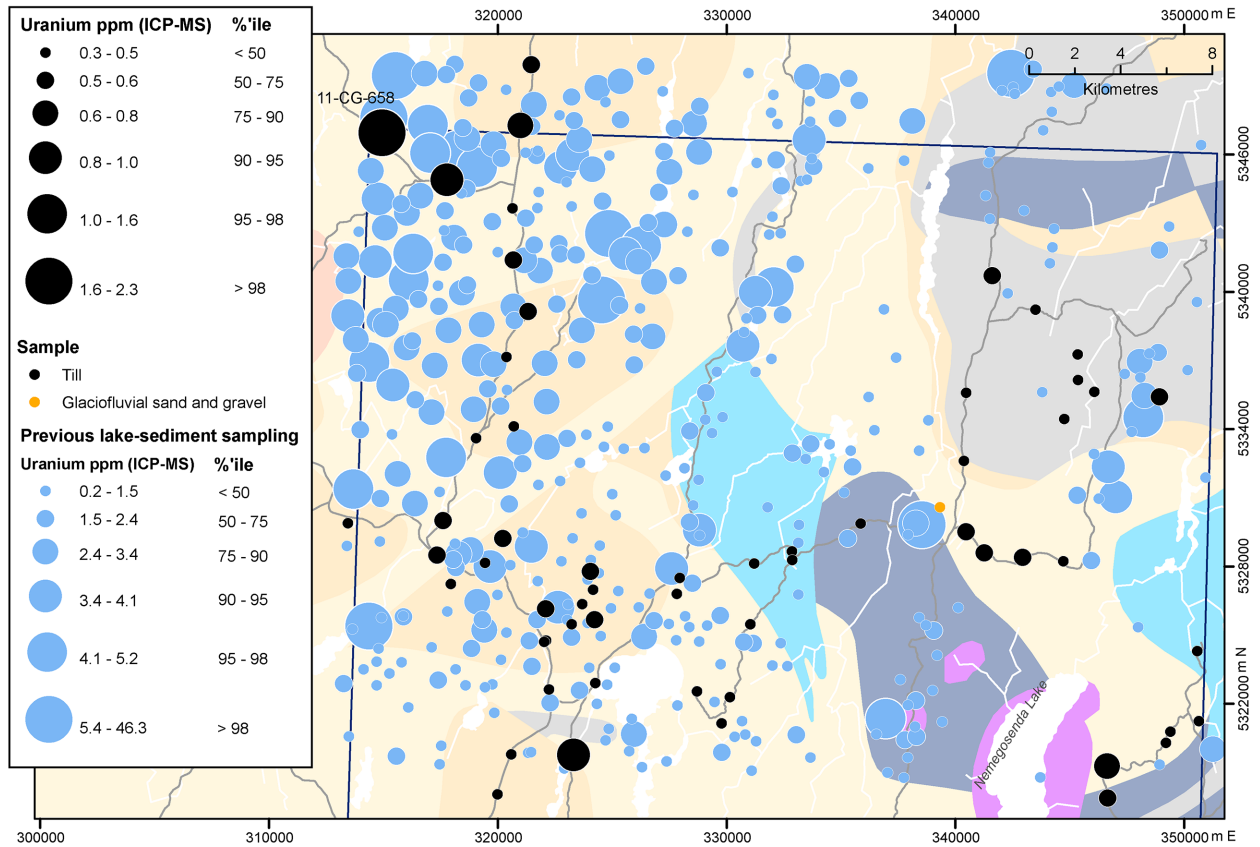 320000 330000 340000 350000 m E
0 2 4 8
Kilometres
11-CG-658
Uranium ppm (ICP-MS) %'ile
0.3 - 0.5 < 50
0.5 - 0.6 50 - 75
0.6 - 0.8 75 - 90
0.8 - 1.0 90 - 95
1.0 - 1.6 95 - 98
1.6 - 2.3 > 98
Sample
Till
Glaciofluvial sand and gravel
Previous lake-sediment sampling
Uranium ppm (ICP-MS) %'ile
0.2 - 1.5 < 50
1.5 - 2.4 50 - 75
2.4 - 3.4 75 - 90
3.4 - 4.1 90 - 95
4.1 - 5.2 95 - 98
5.4 - 46.3 > 98
5346000
5340000
5334000
5328000
5322000 m N
Nemegosenda Lake
300000 310000 320000 330000 340000 350000 m E